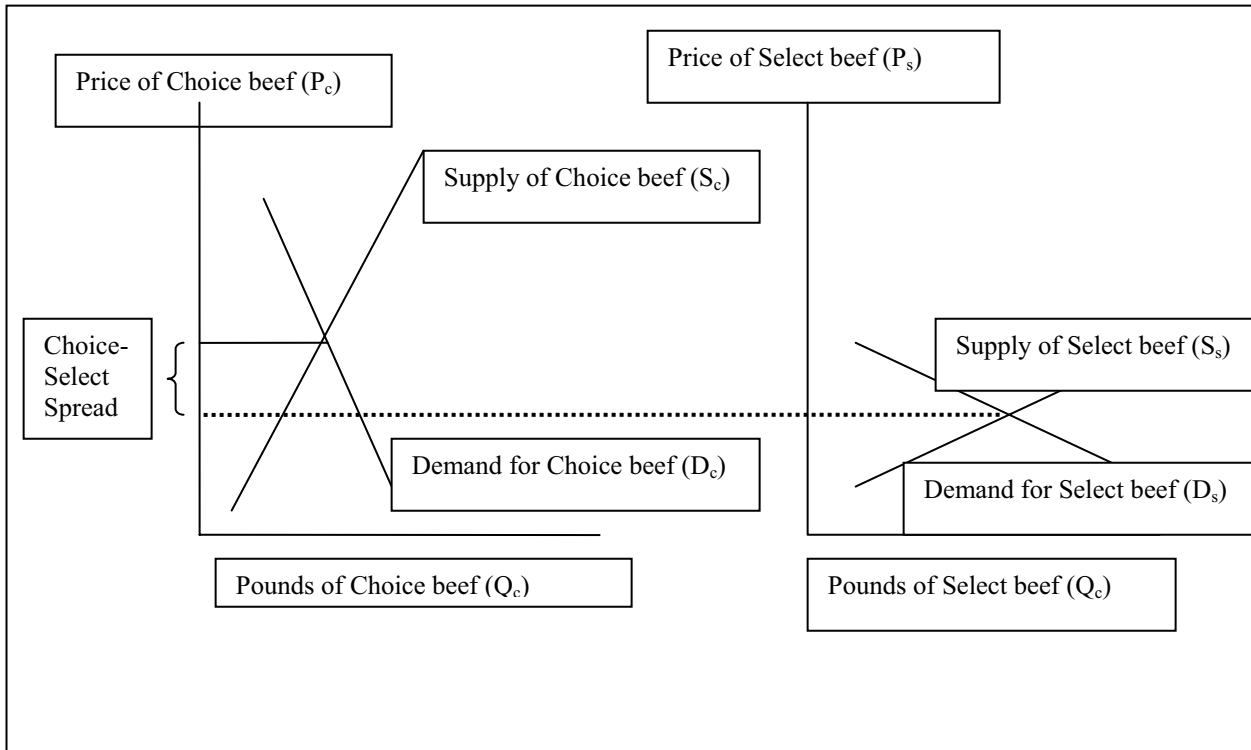 Price of Choice beef (Pc)
Price of Select beef (Ps)
Supply of Choice beef (Sc)
Choice-
Select
Spread
Supply of Select beef (Ss)
Demand for Choice beef (Dc)
Demand for Select beef (Ds)
Pounds of Choice beef (Qc)
Pounds of Select beef (Qc)